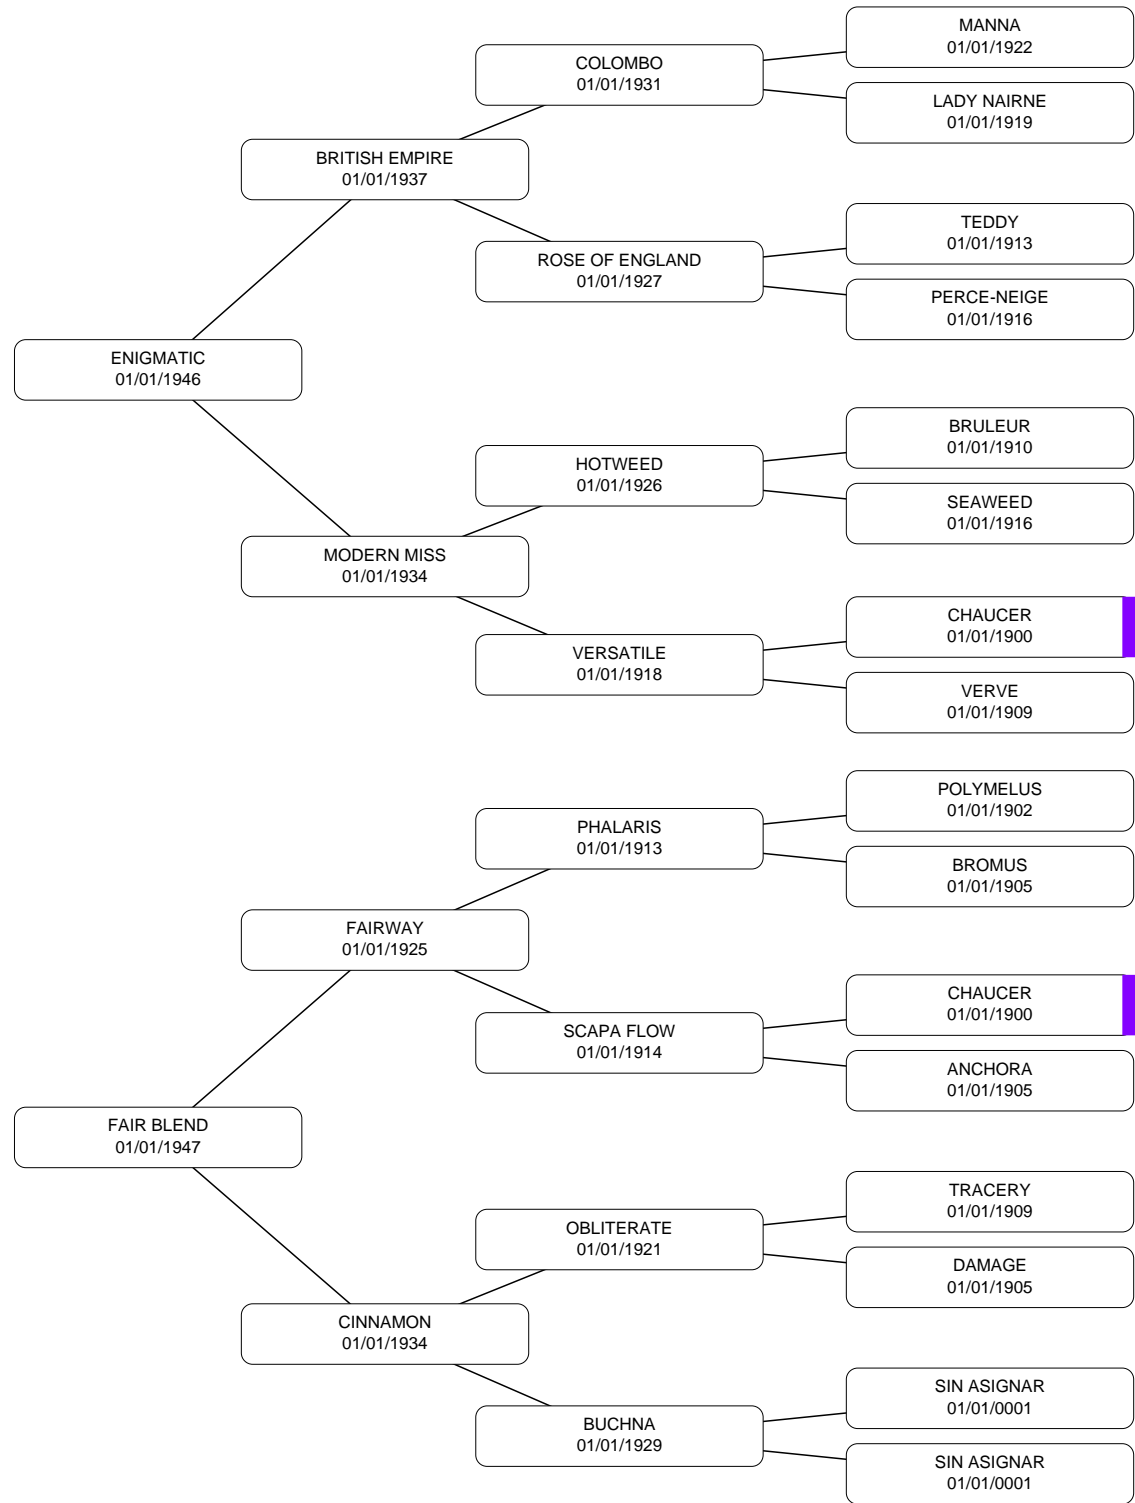 MANNA
01/01/1922
COLOMBO
01/01/1931
LADY NAIRNE
01/01/1919
BRITISH EMPIRE
01/01/1937
TEDDY
01/01/1913
ROSE OF ENGLAND
01/01/1927
PERCE-NEIGE
01/01/1916
ENIGMATIC
01/01/1946
BRULEUR
01/01/1910
HOTWEED
01/01/1926
SEAWEED
01/01/1916
MODERN MISS
01/01/1934
CHAUCER
01/01/1900
VERSATILE
01/01/1918
VERVE
01/01/1909
POLYMELUS
01/01/1902
PHALARIS
01/01/1913
BROMUS
01/01/1905
FAIRWAY
01/01/1925
CHAUCER
01/01/1900
SCAPA FLOW
01/01/1914
ANCHORA
01/01/1905
FAIR BLEND
01/01/1947
TRACERY
01/01/1909
OBLITERATE
01/01/1921
DAMAGE
01/01/1905
CINNAMON
01/01/1934
SIN ASIGNAR
01/01/0001
BUCHNA
01/01/1929
SIN ASIGNAR
01/01/0001